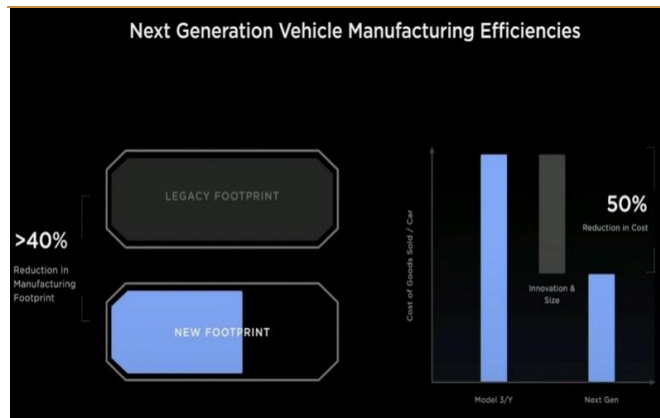 Next Generation Vehicle Manufacturing Efficiencies
LEGACY FOOTPRINT
>40%
Reduction In
Manufacturing
Footprint
NEW FOOTPRINT
Cost of Goods Sold / Car
50%
Reduction in Cost
Innovation &
Size
Model 3/Y
Next Gen